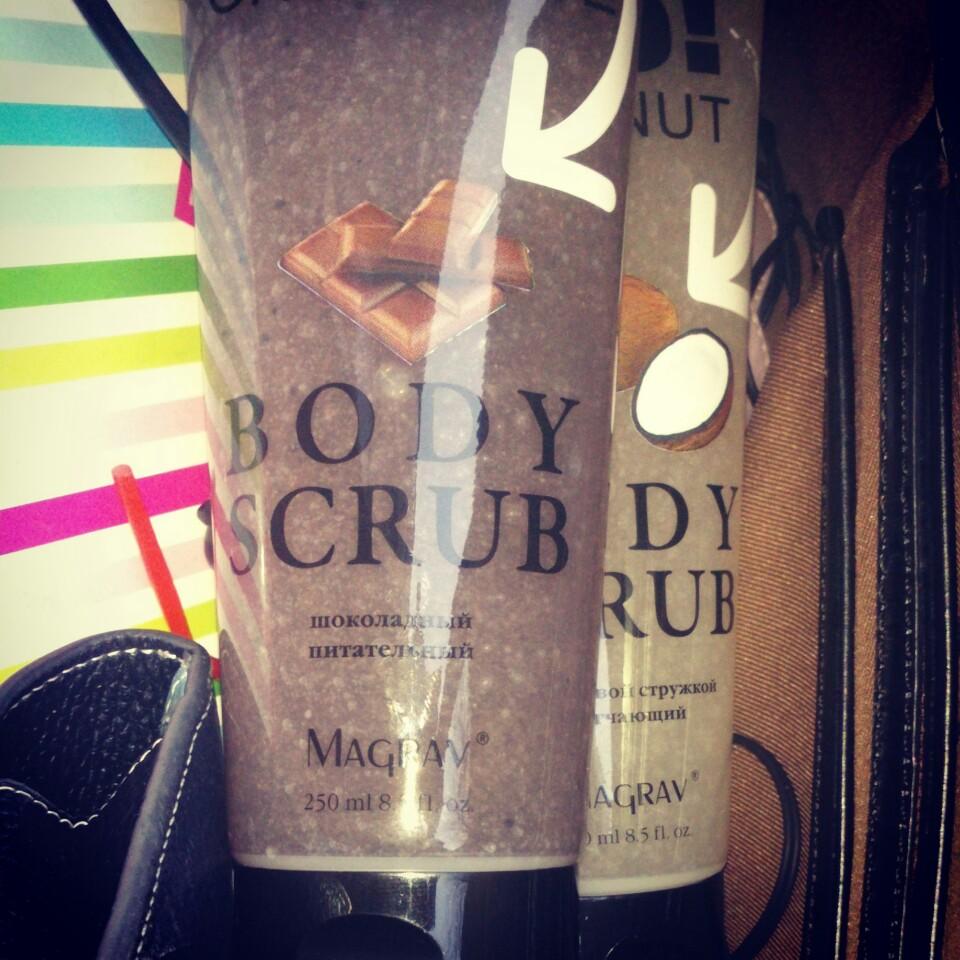 BODY
SCRUB
шоколадный
питательный
MAGRAV®
250 ml 8.5 fl. oz.
NUT
DY
RUB
вой стружкой
чающий
AGRAV®
ml 8.5 fl. oz.